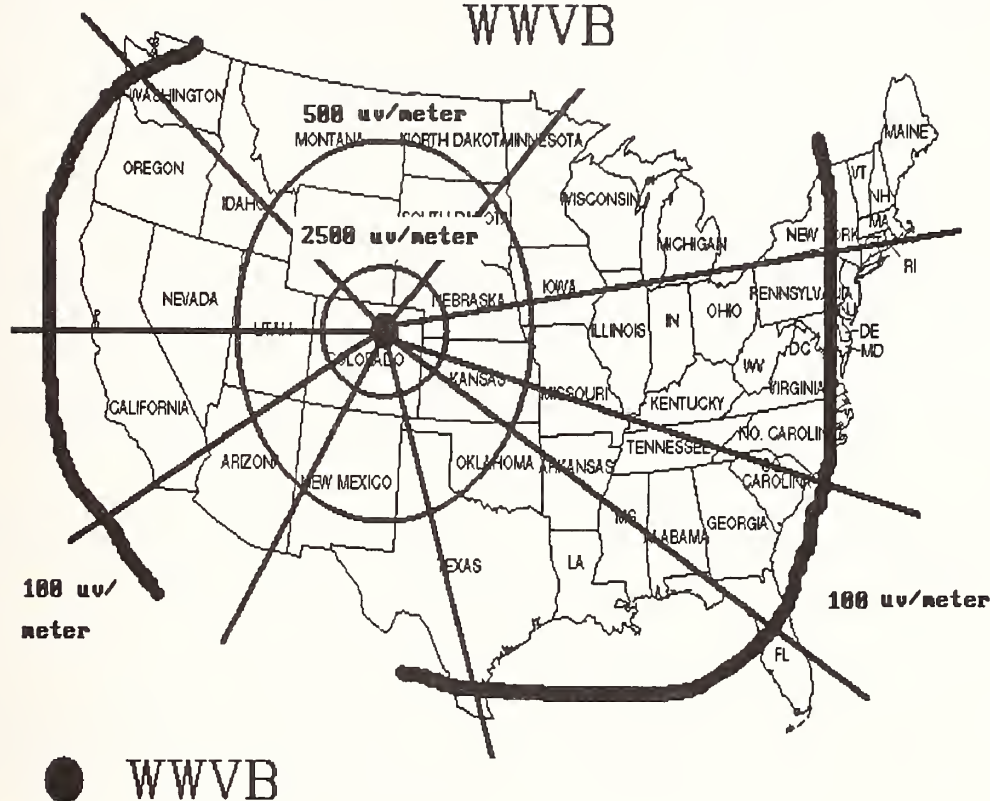 WWVB
500 uv/meter
MONTANA
NORTH DAKOTA
MINNESOTA
WASHINGTON
OREGON
IDAHO
SOUTH DAKOTA
2500 uv/meter
WISCONSIN
MICHIGAN
MAINE
VT
NH
MA
NEW YORK
RI
NEVADA
UTAH
COLORADO
NEBRASKA
IOWA
ILLINOIS
IN
OHIO
PENNSYLVANIA
DE
MD
DC
WV
VIRGINIA
KANSAS
MISSOURI
KENTUCKY
CALIFORNIA
ARIZONA
NEW MEXICO
OKLAHOMA
ARKANSAS
TENNESSEE
NO. CAROLINA
CAROLINA
GEORGIA
ALABAMA
TEXAS
LA
FL
100 uv/
meter
100 uv/meter
WWVB